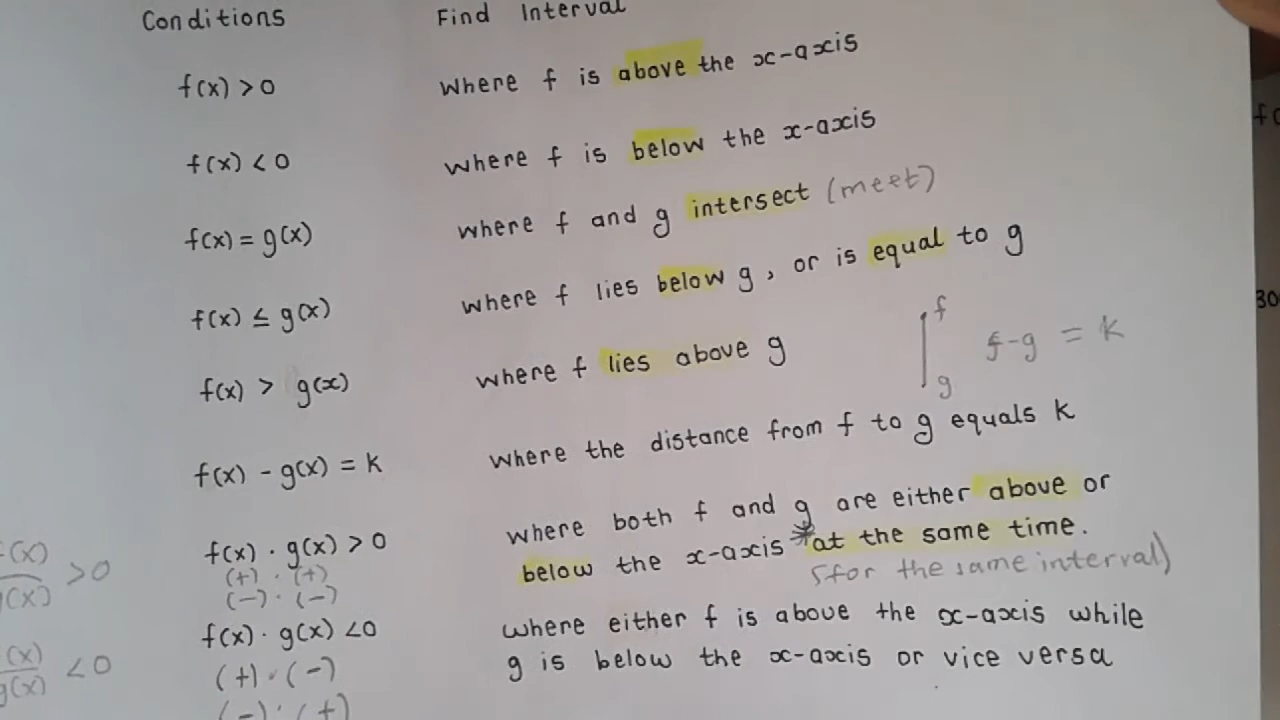 Conditions Find Interval
f(x) > 0 Where f is above the x-axis
f(x) < 0 where f is below the x-axis
f(x) = g(x) where f and g intersect (meet)
f(x) ≤ g(x) where f lies below g, or is equal to g
f(x) > g(x) where f lies above g
f
g
f-g = k
f(x) - g(x) = k where the distance from f to g equals k
f(x) · g(x) > 0 where both f and g are either above or
below the x-axis *at the same time.
(+) · (+)
(-) · (-)
(for the same interval)
f(x) · g(x) < 0 where either f is above the x-axis while
g is below the x-axis or vice versa
(+) · (-)
(-) · (+)
f(x)
g(x) > 0
(x)
g(x) < 0
30